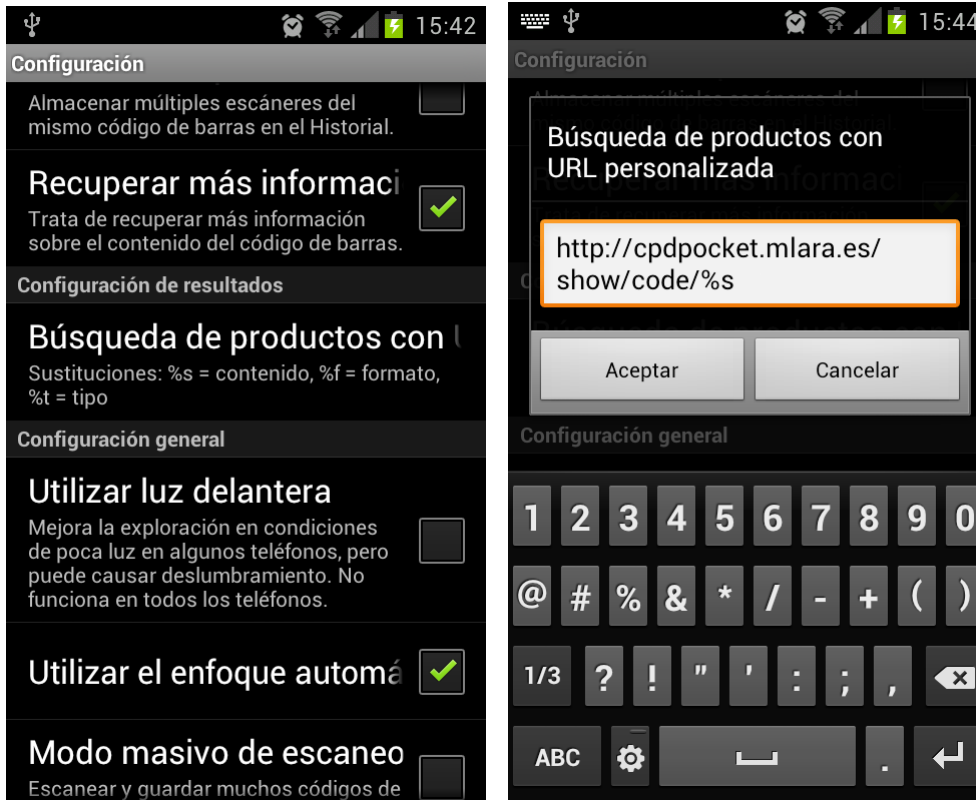 15:42
Configuración
Almacenar múltiples escáneres del
mismo código de barras en el Historial.
Recuperar más informaci
Trata de recuperar más información
sobre el contenido del código de barras.
Configuración de resultados
Búsqueda de productos con
Sustituciones: %s = contenido, %f = formato,
%t = tipo
Configuración general
Utilizar luz delantera
Mejora la exploración en condiciones
de poca luz en algunos teléfonos, pero
puede causar deslumbramiento. No
funciona en todos los teléfonos.
Utilizar el enfoque automá
Modo masivo de escaneo
Escanear y guardar muchos códigos de
15:44
Configuración
Almacenar múltiples escáneres del
Búsqueda de productos con
URL personalizada
http://cpdpocket.mlara.es/
show/code/%s
Aceptar Cancelar
Configuración general
1 2 3 4 5 6 7 8 9 0
@ # % & * / - + ( )
1/3 ? ! " ' : ; ,
ABC .